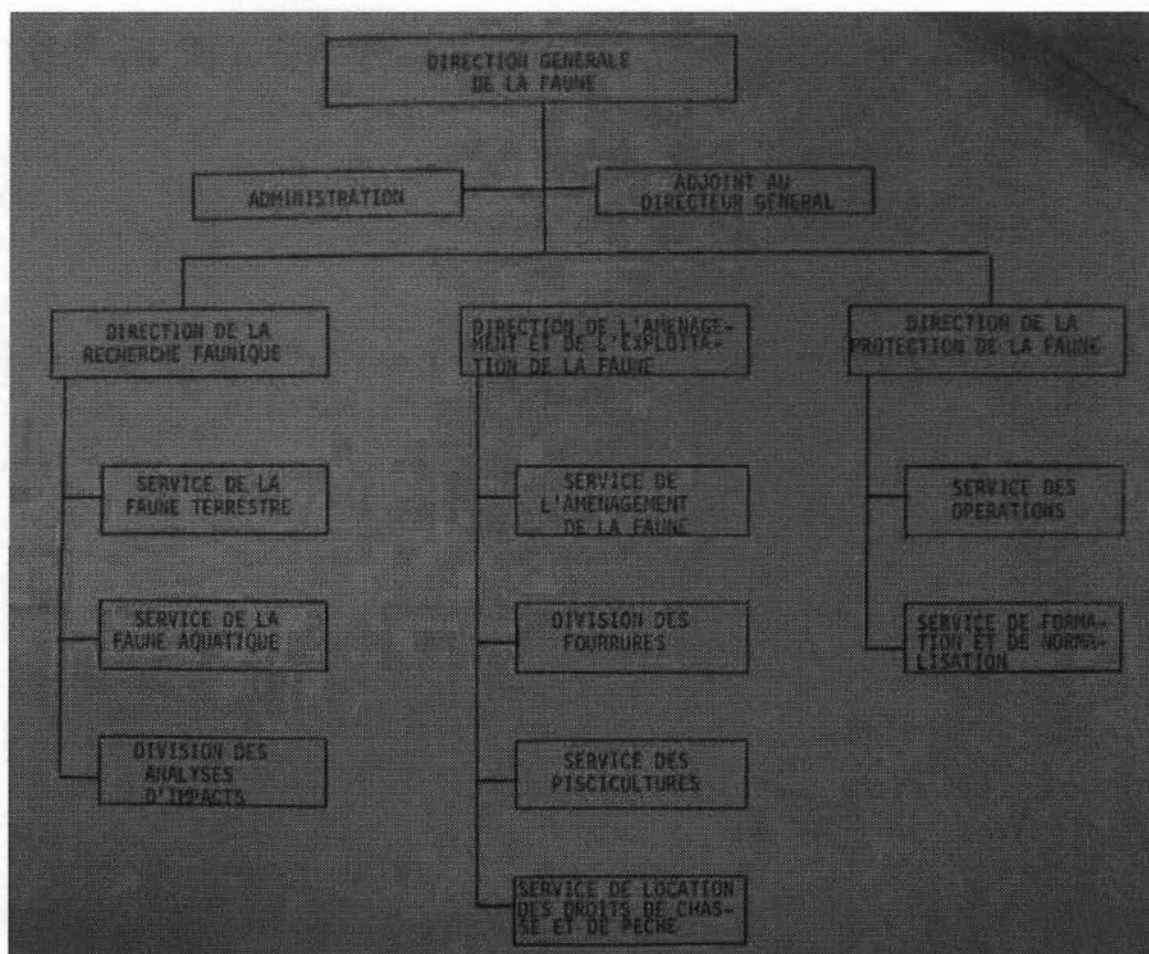 DIRECTION GENERALE
DE LA FAUNE
ADMINISTRATION
ADJOINT AU
DIRECTEUR GENERAL
DIRECTION DE LA
RECHERCHE FAUNIQUE
DIRECTION DE L'AMENAGE-
MENT ET DE L'EXPLOITA-
TION DE LA FAUNE
DIRECTION DE LA
PROTECTION DE LA FAUNE
SERVICE DE LA
FAUNE TERRESTRE
SERVICE DE
L'AMENAGEMENT
DE LA FAUNE
SERVICE DES
OPERATIONS
SERVICE DE LA
FAUNE AQUATIQUE
DIVISION DES
FOURRURES
SERVICE DE FORMA-
TION ET DE NORMA-
LISATION
DIVISION DES
ANALYSES
D'IMPACTS
SERVICE DES
PISCICULTURES
SERVICE DE LOCATION
DES DROITS DE CHAS-
SE ET DE PECHE